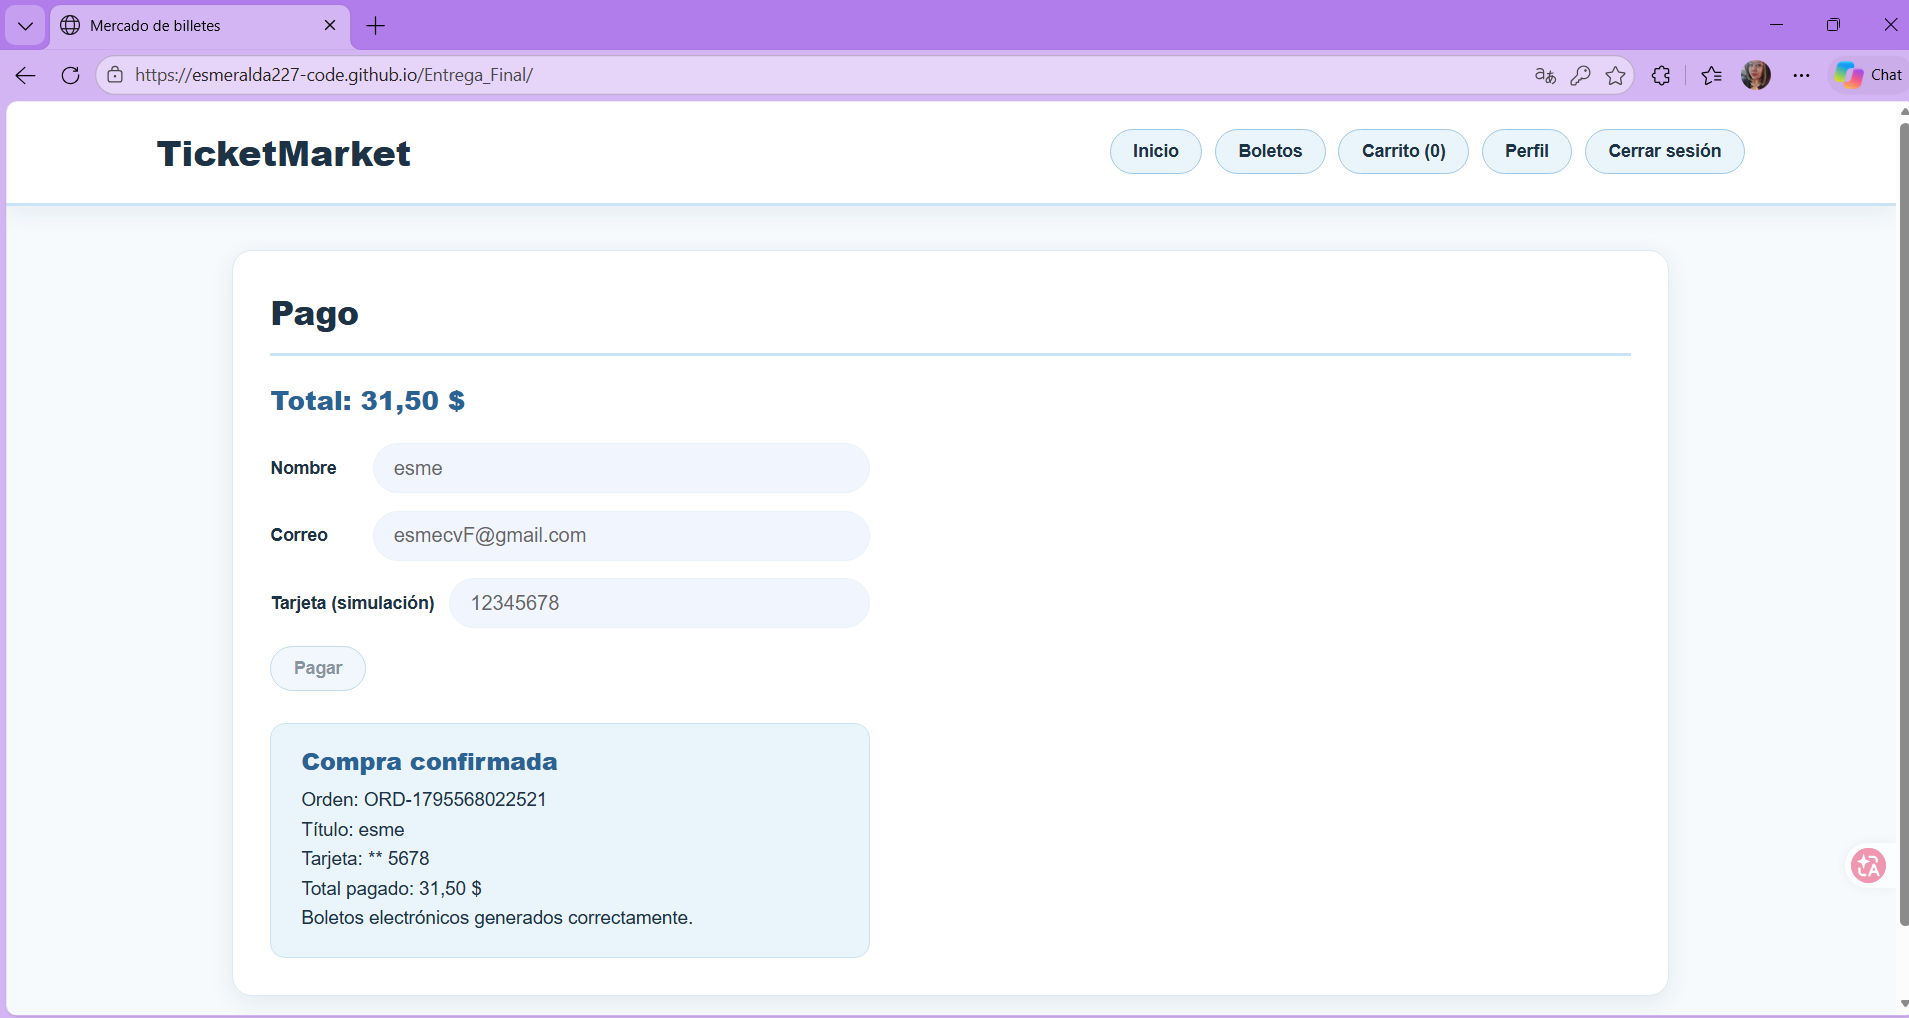 Mercado de billetes
https://esmeralda227-code.github.io/Entrega_Final/
Chat
TicketMarket
Inicio
Boletos
Carrito (0)
Perfil
Cerrar sesión
Pago
Total: 31,50 $
Nombre
esme
Correo
esmecvF@gmail.com
Tarjeta (simulación)
12345678
Pagar
Compra confirmada
Orden: ORD-1795568022521
Título: esme
Tarjeta: ** 5678
Total pagado: 31,50 $
Boletos electrónicos generados correctamente.